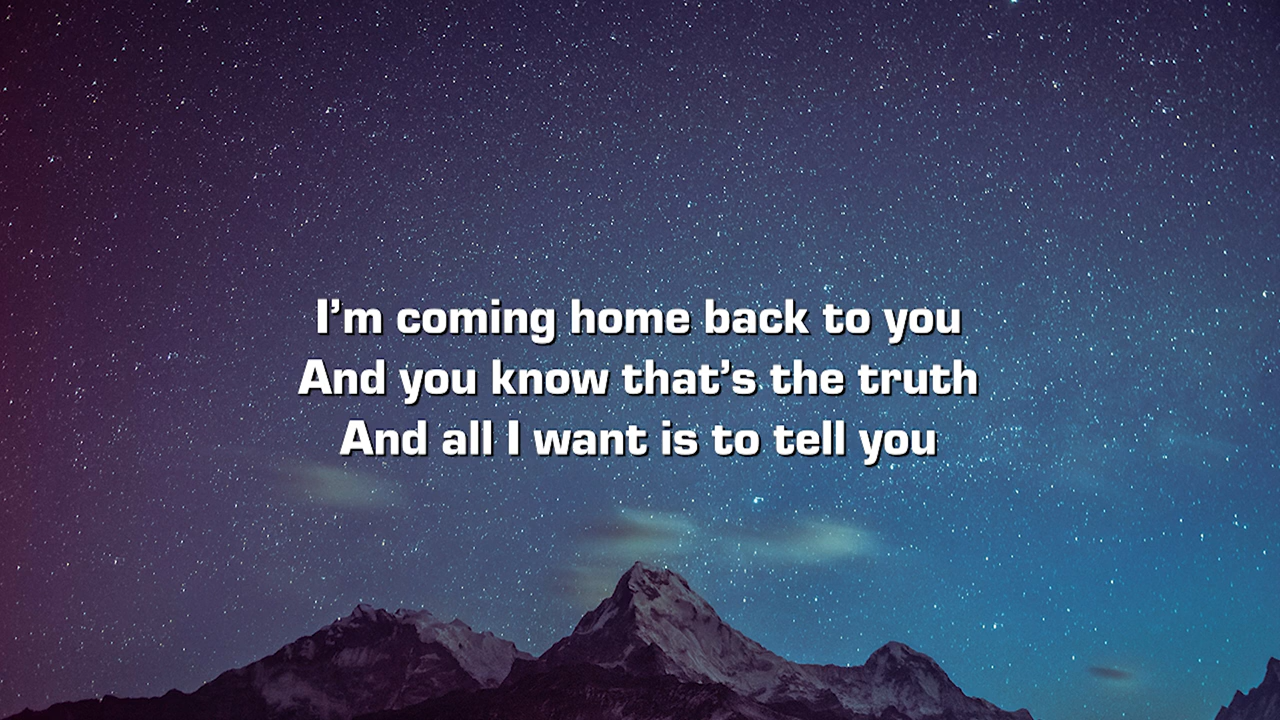 I’m coming home back to you
And you know that’s the truth
And all I want is to tell you